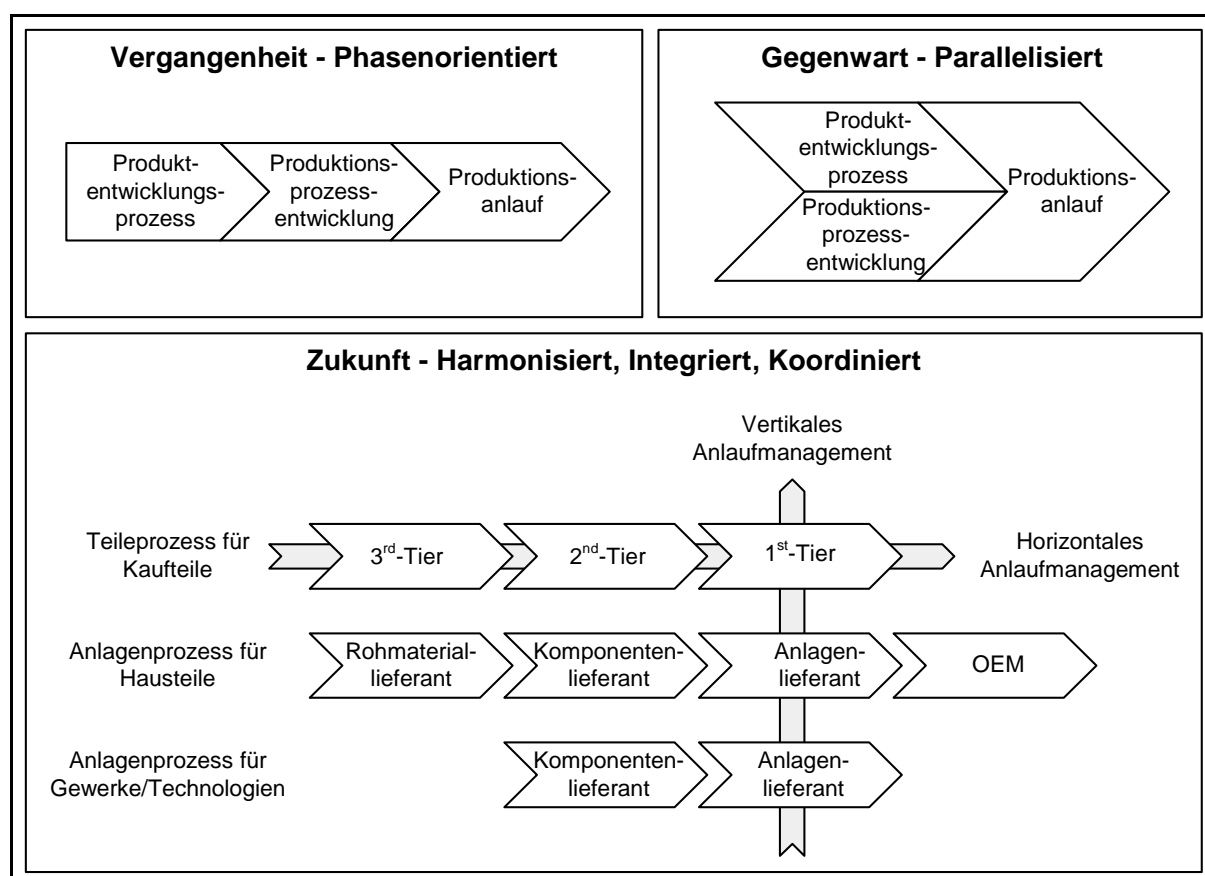 Vergangenheit - Phasenorientiert
Produkt-
entwicklungs-
prozess
Produktions-
prozess-
entwicklung
Produktions-
anlauf
Gegenwart - Parallelisiert
Produkt-
entwicklungs-
prozess
Produktions-
prozess-
entwicklung
Produktions-
anlauf
Zukunft - Harmonisiert, Integriert, Koordiniert
Vertikales
Anlaufmanagement
Teileprozess für
Kaufteile
3rd-Tier
2nd-Tier
1st-Tier
Horizontales
Anlaufmanagement
Anlagenprozess für
Hausteile
Rohmaterial-
lieferant
Komponenten-
lieferant
Anlagen-
lieferant
OEM
Anlagenprozess für
Gewerke/Technologien
Komponenten-
lieferant
Anlagen-
lieferant